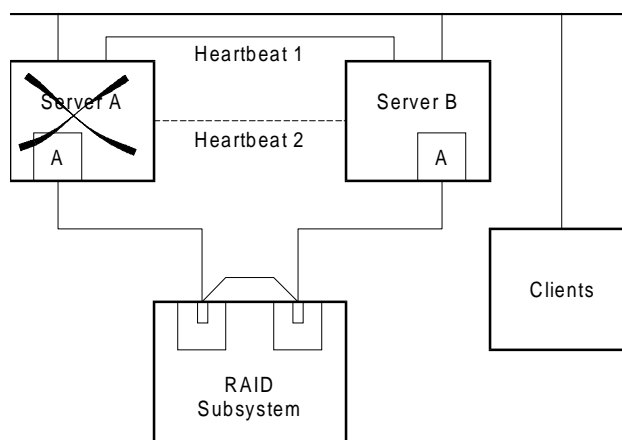 Heartbeat 1
Server A
Server B
Heartbeat 2
A
A
Clients
RAID
Subsystem